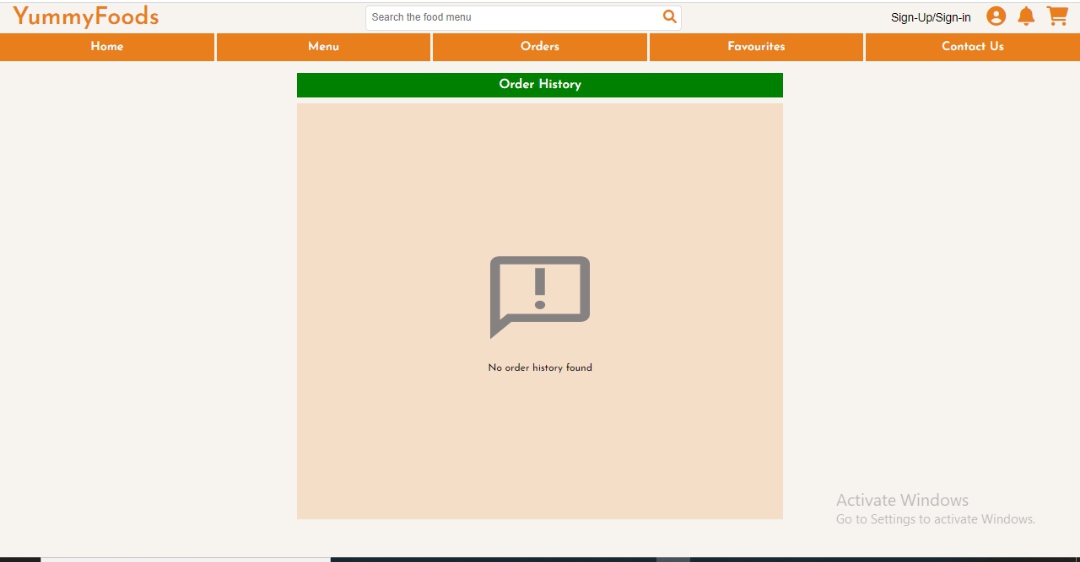 YummyFoods
Search the food menu
Sign-Up/Sign-in
Home
Menu
Orders
Favourites
Contact Us
Order History
No order history found
Activate Windows
Go to Settings to activate Windows.